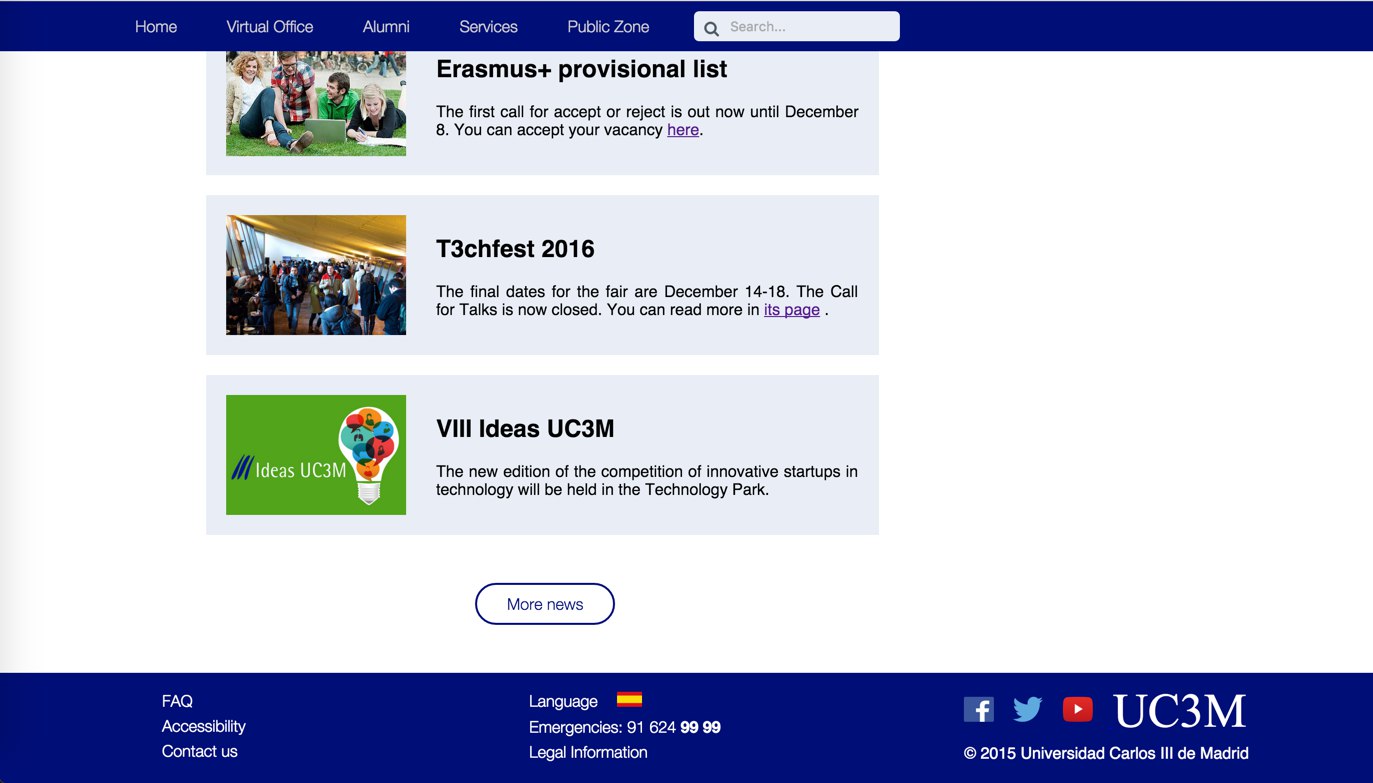 Home Virtual Office Alumni Services Public Zone Search...
Erasmus+ provisional list
The first call for accept or reject is out now until December
8. You can accept your vacancy here.
T3chfest 2016
The final dates for the fair are December 14-18. The Call
for Talks is now closed. You can read more in its page .
Ideas UC3M
VIII Ideas UC3M
The new edition of the competition of innovative startups in
technology will be held in the Technology Park.
More news
FAQ
Accessibility
Contact us
Language
Emergencies: 91 624 99 99
Legal Information
UC3M
© 2015 Universidad Carlos III de Madrid